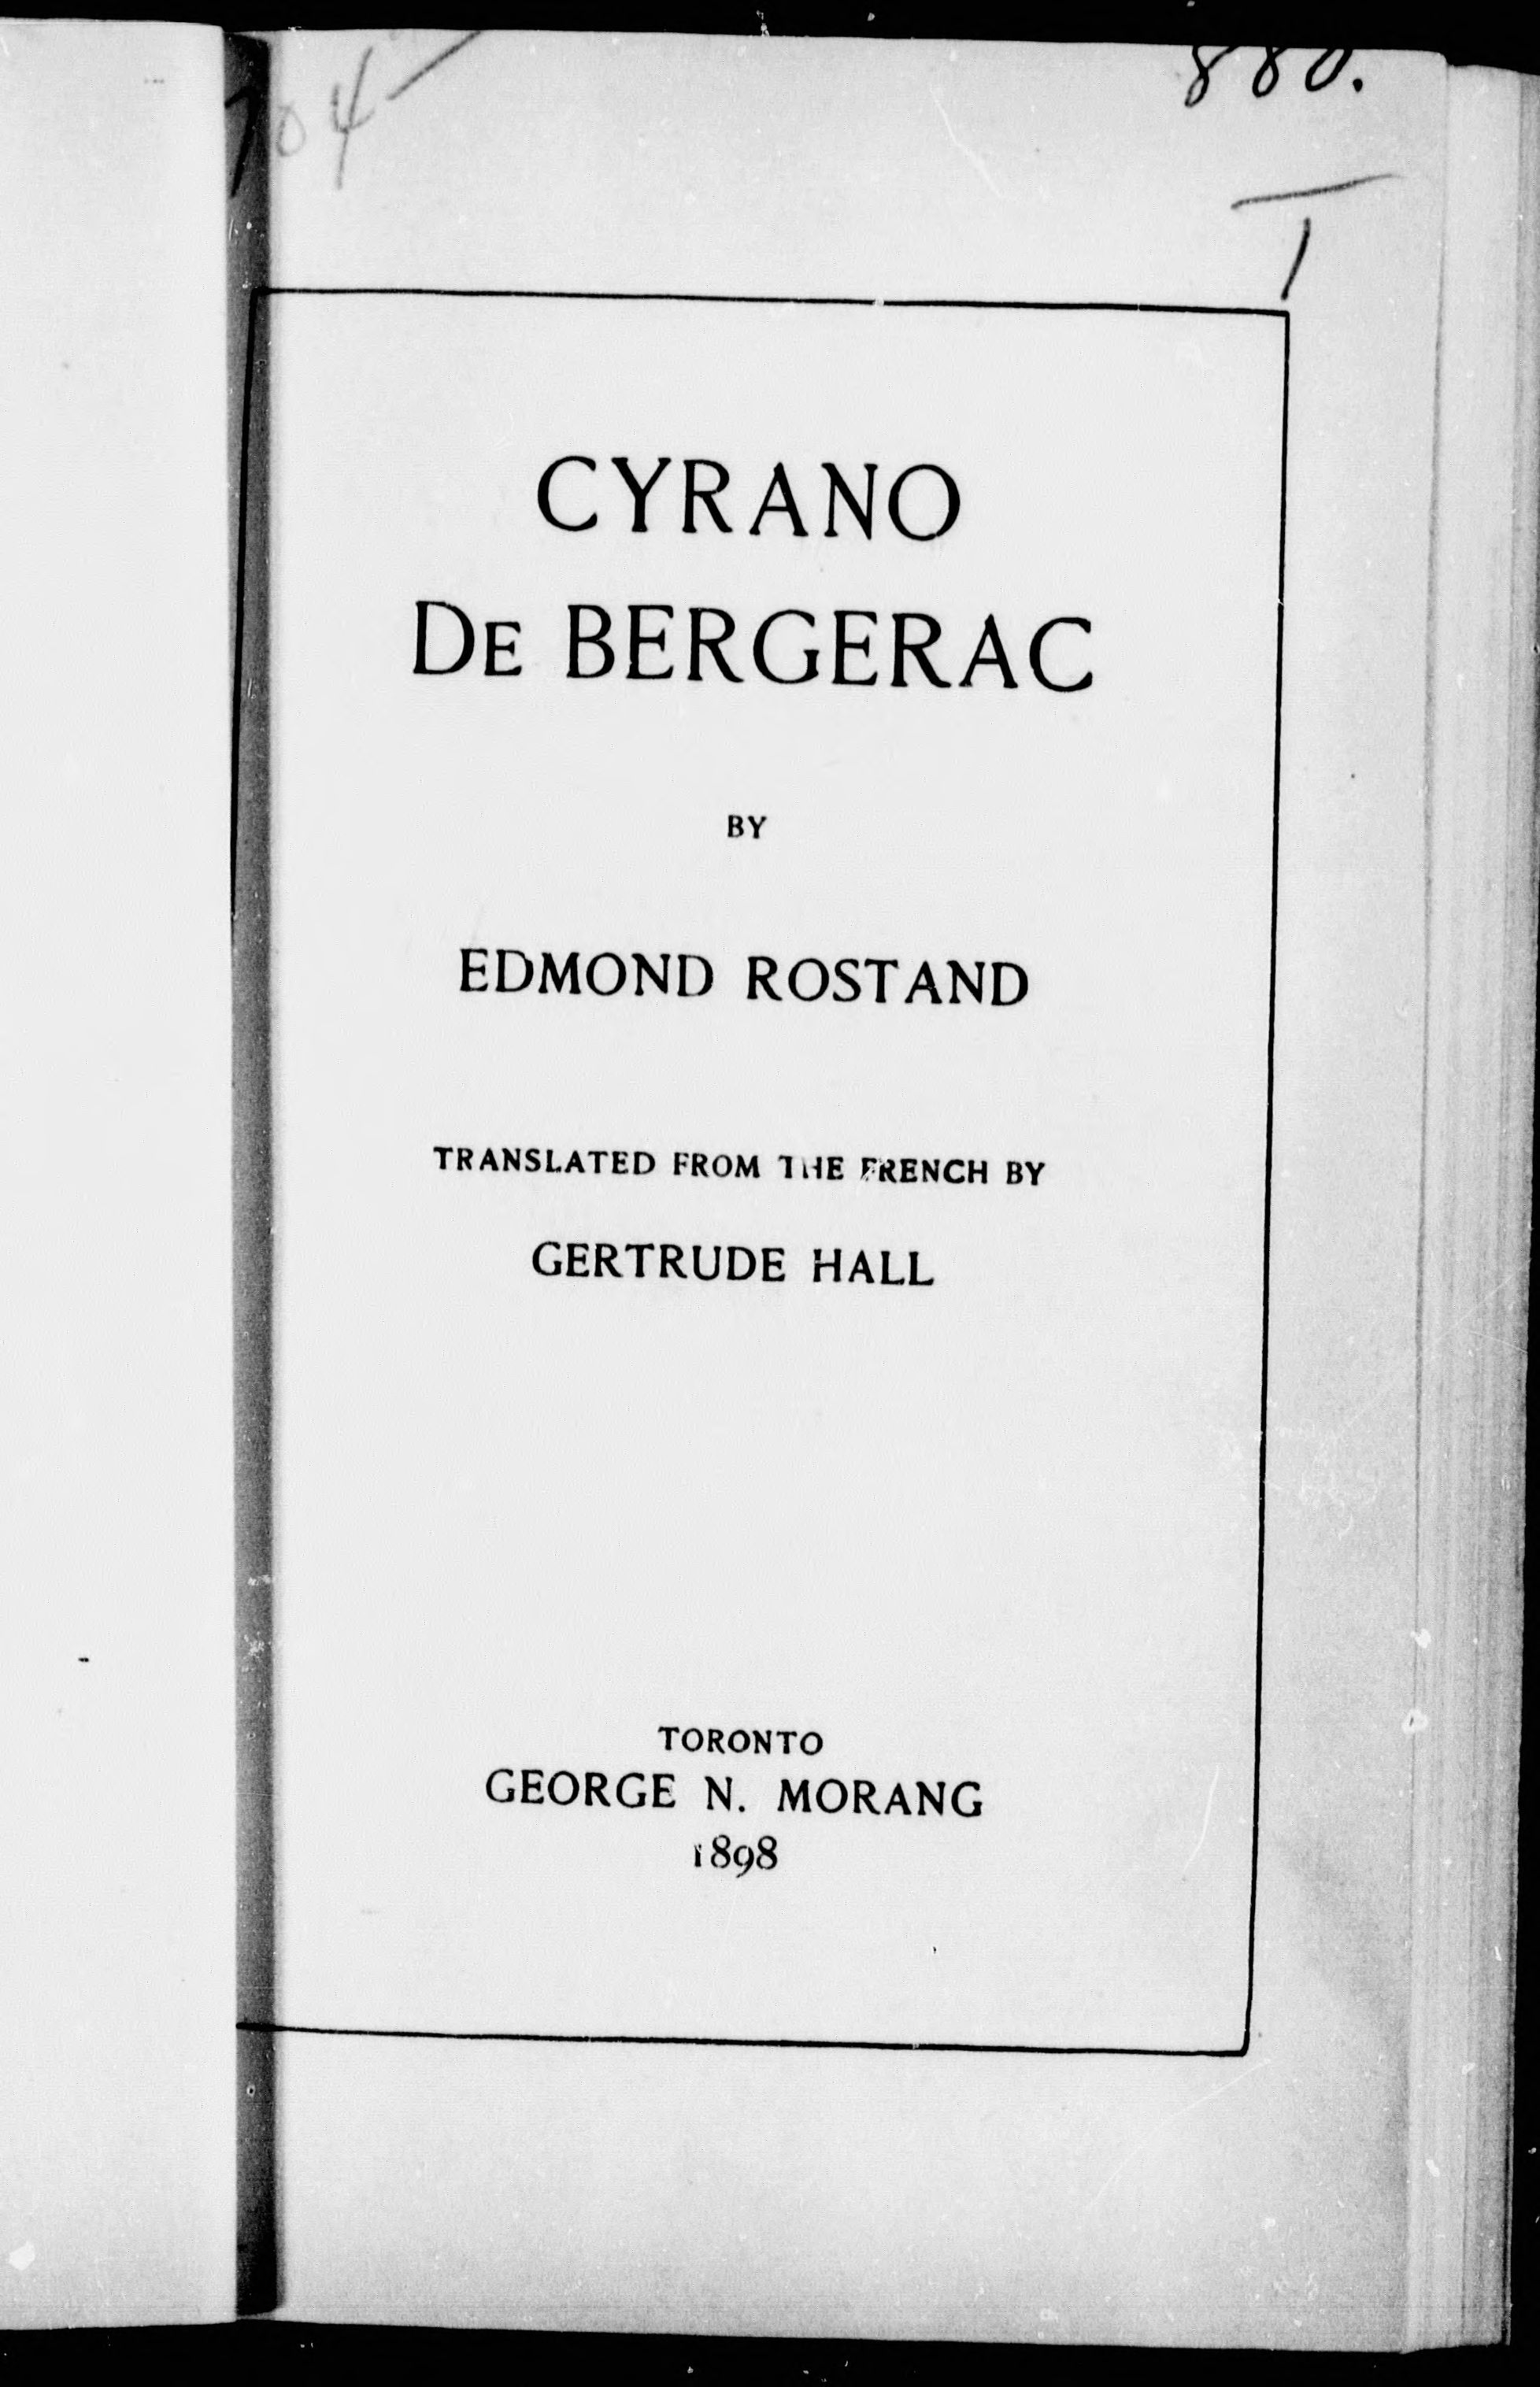 880.
CYRANO
DE BERGERAC
BY
EDMOND ROSTAND
TRANSLATED FROM THE FRENCH BY
GERTRUDE HALL
TORONTO
GEORGE N. MORANG
1898